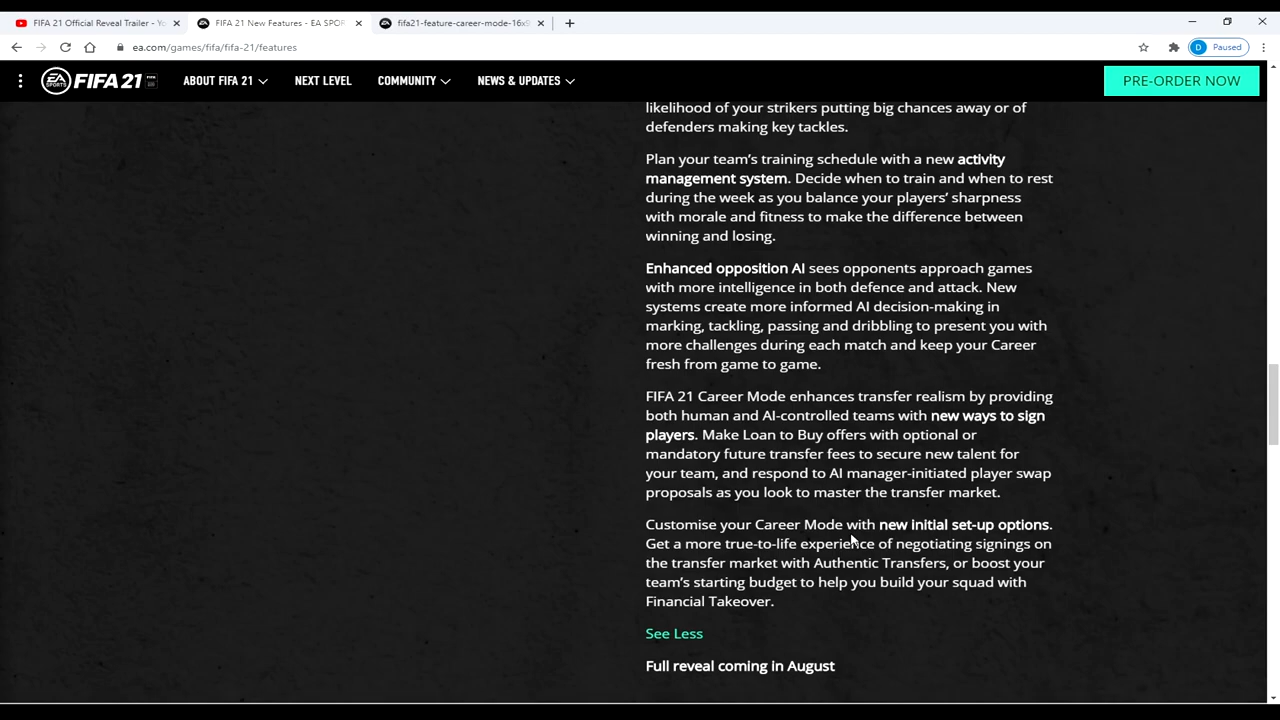 FIFA 21 Official Reveal Trailer - Yo
FIFA 21 New Features - EA SPOR
fifa21-feature-career-mode-16x9
ea.com/games/fifa/fifa-21/features
D Paused
EA SPORTS FIFA 21
ABOUT FIFA 21
NEXT LEVEL
COMMUNITY
NEWS & UPDATES
PRE-ORDER NOW
likelihood of your strikers putting big chances away or of
defenders making key tackles.
Plan your team's training schedule with a new activity
management system. Decide when to train and when to rest
during the week as you balance your players' sharpness
with morale and fitness to make the difference between
winning and losing.
Enhanced opposition AI sees opponents approach games
with more intelligence in both defence and attack. New
systems create more informed AI decision-making in
marking, tackling, passing and dribbling to present you with
more challenges during each match and keep your Career
fresh from game to game.
FIFA 21 Career Mode enhances transfer realism by providing
both human and AI-controlled teams with new ways to sign
players. Make Loan to Buy offers with optional or
mandatory future transfer fees to secure new talent for
your team, and respond to AI manager-initiated player swap
proposals as you look to master the transfer market.
Customise your Career Mode with new initial set-up options.
Get a more true-to-life experience of negotiating signings on
the transfer market with Authentic Transfers, or boost your
team's starting budget to help you build your squad with
Financial Takeover.
See Less
Full reveal coming in August